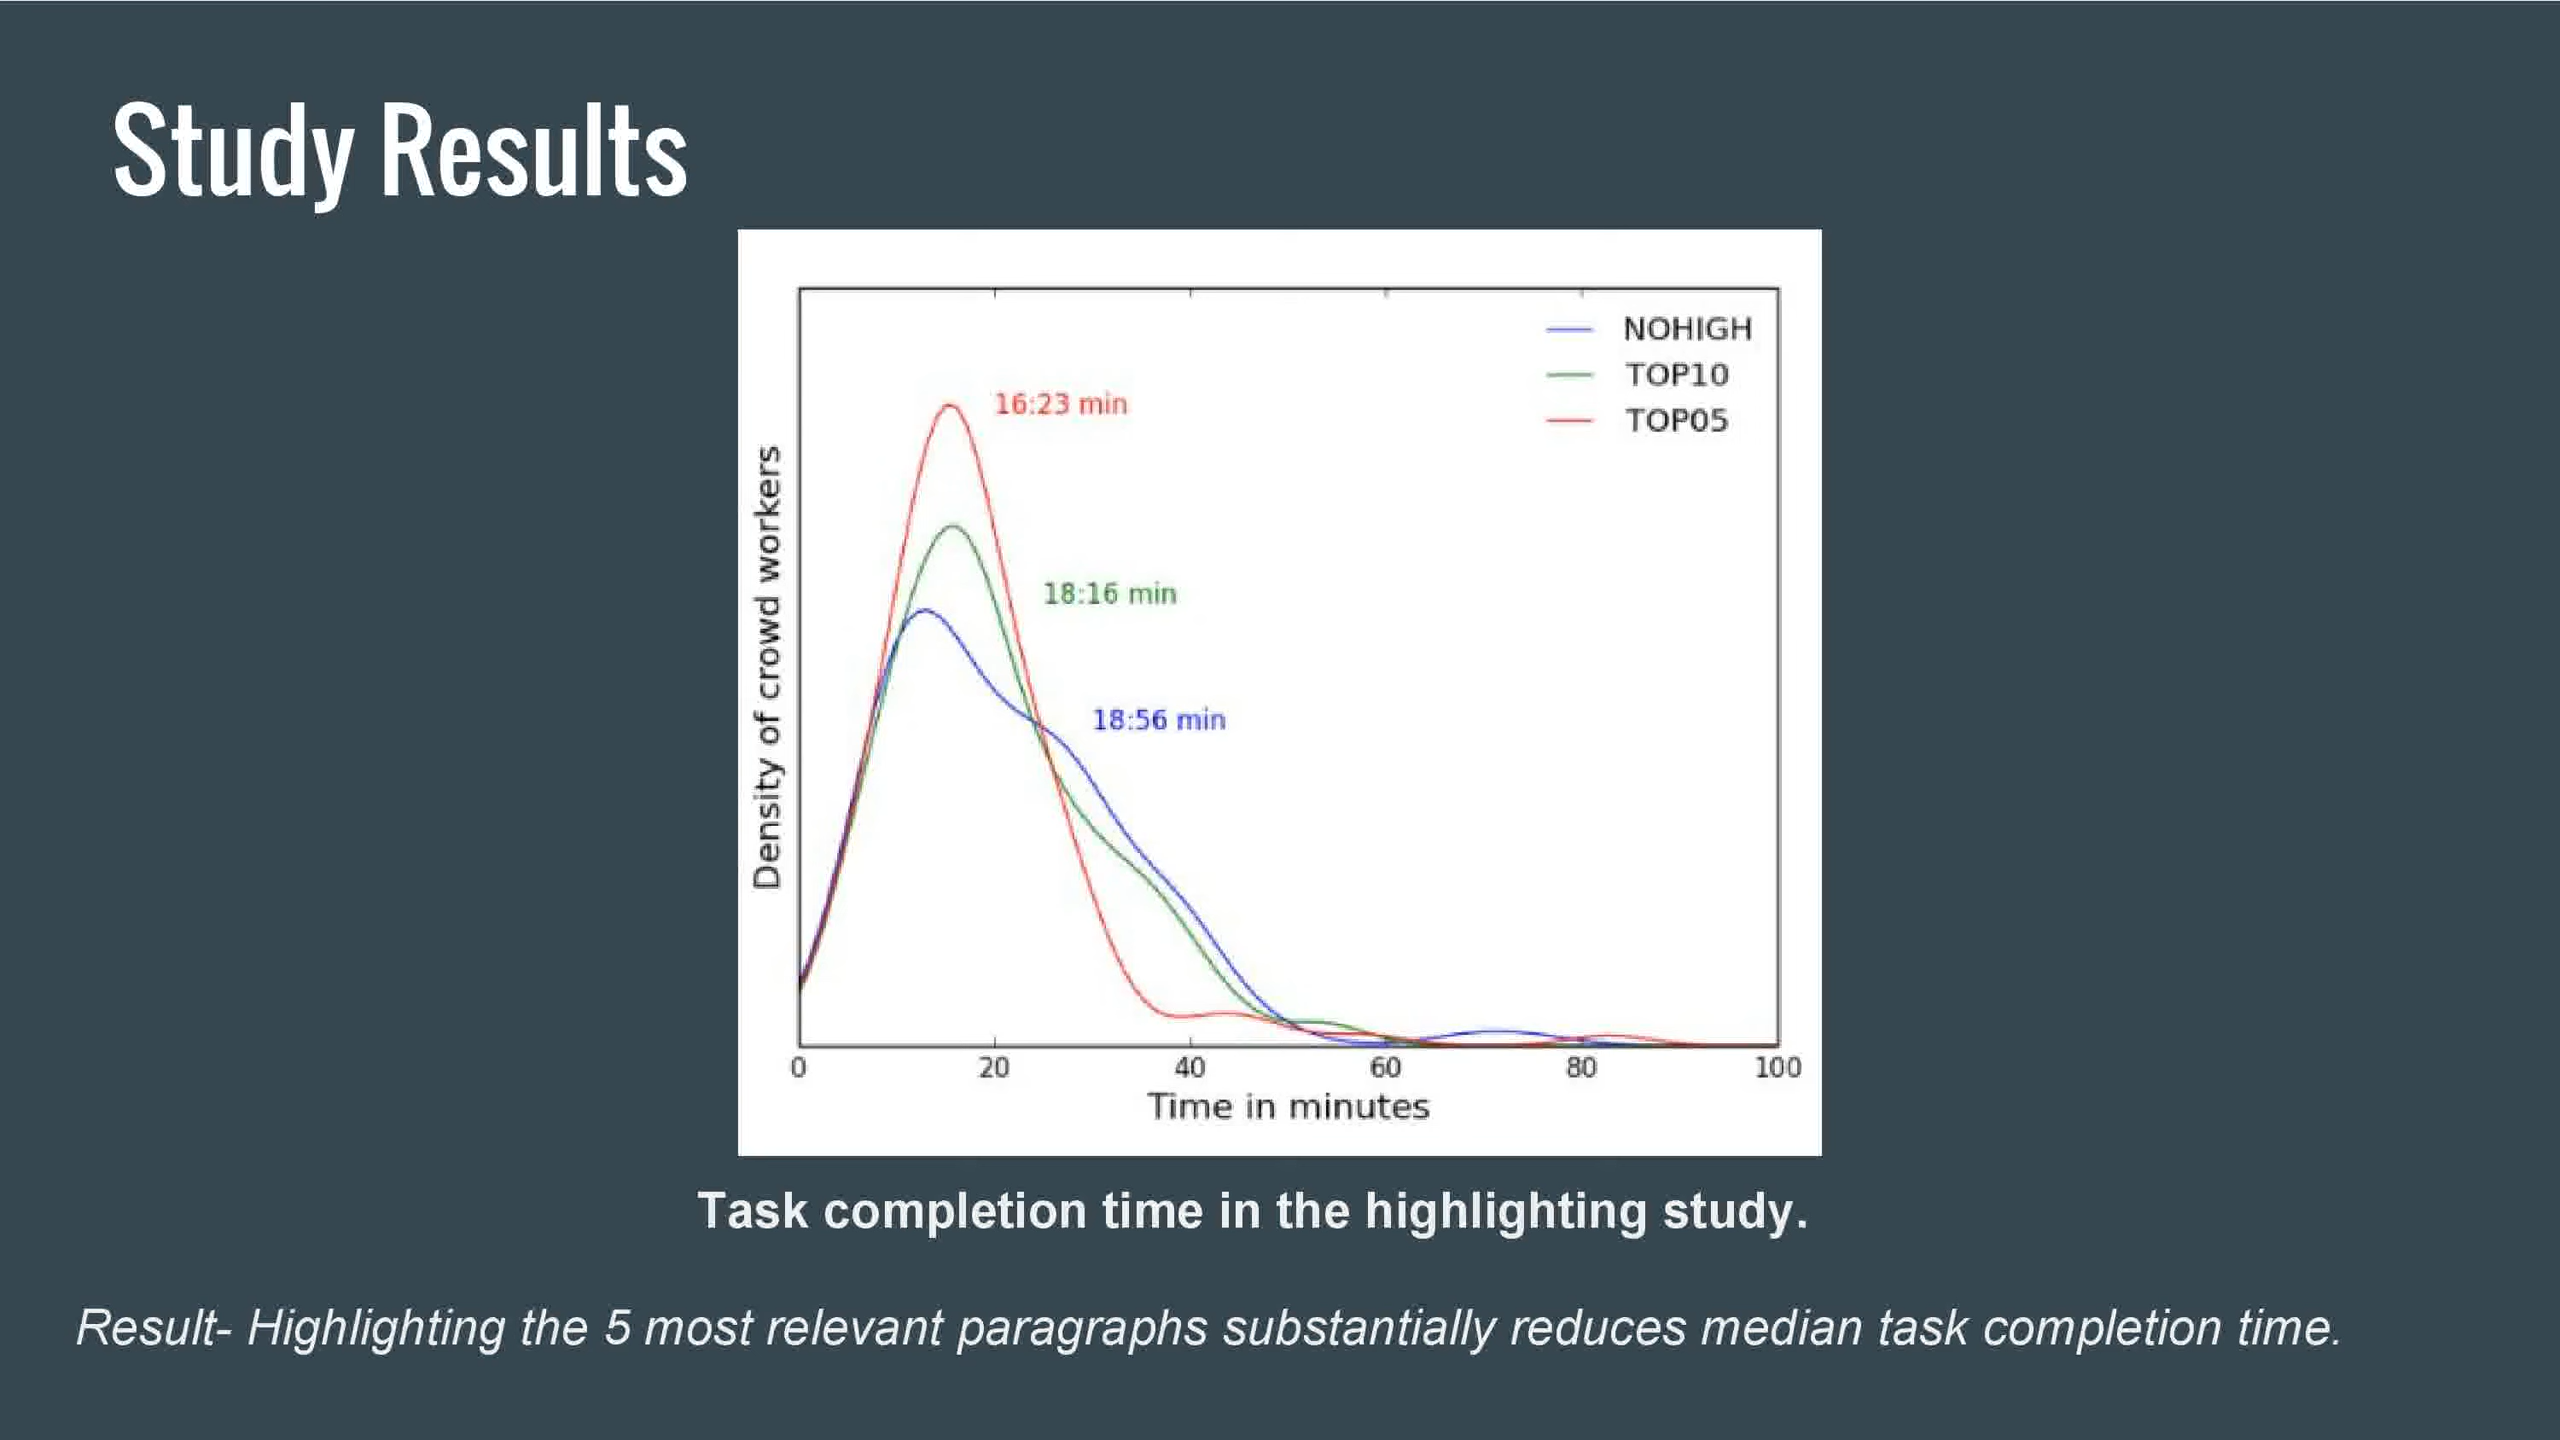 Study Results
NOHIGH
TOP10
TOP05
16:23 min
18:16 min
18:56 min
Density of crowd workers
0 20 40 60 80 100
Time in minutes
Task completion time in the highlighting study.
Result- Highlighting the 5 most relevant paragraphs substantially reduces median task completion time.